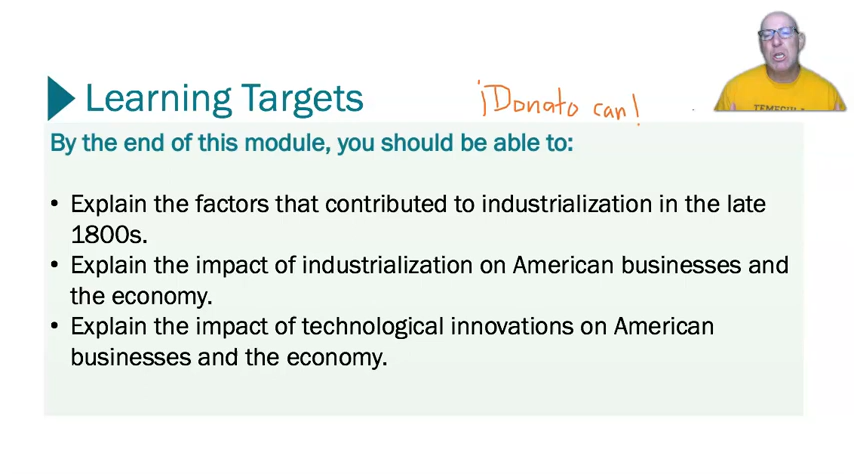 Learning Targets
¡Donato can!
TEMECULA
By the end of this module, you should be able to:
• Explain the factors that contributed to industrialization in the late
1800s.
• Explain the impact of industrialization on American businesses and
the economy.
• Explain the impact of technological innovations on American
businesses and the economy.